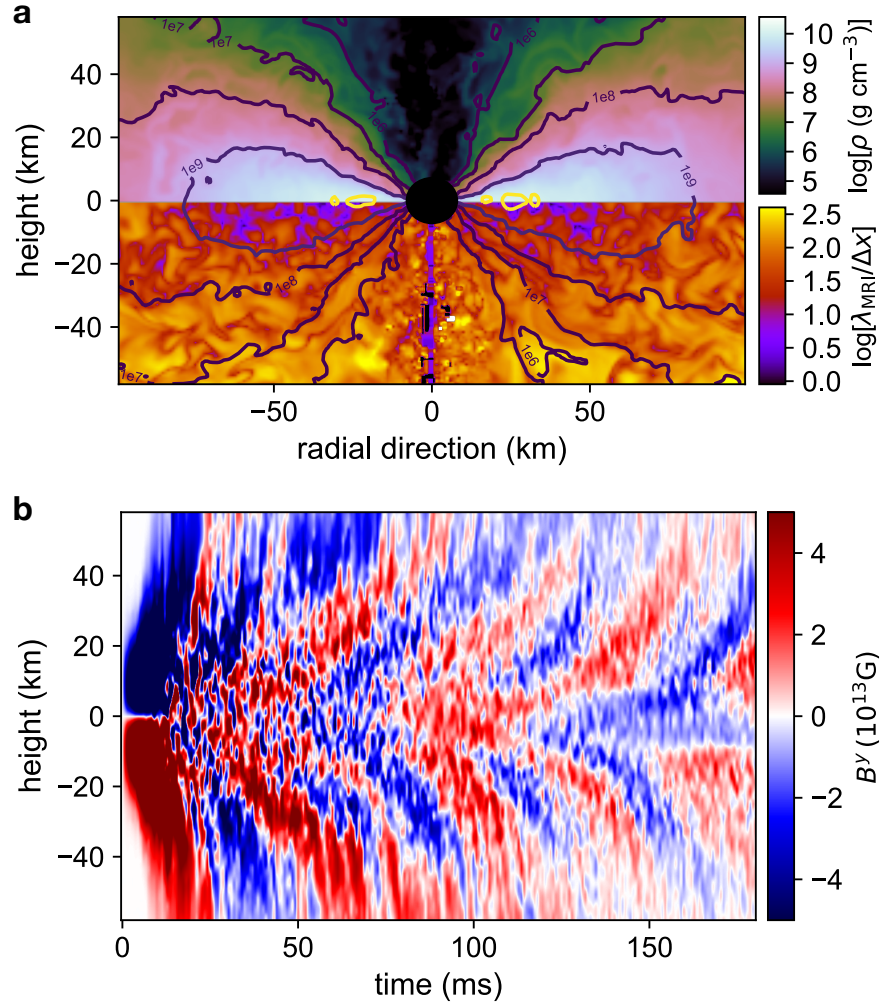 a
1e7
1e7
1e6
1e6
1e8
1e9
1e9
1e8
1e7
1e6
1e7
40
20
0
−20
−40
height (km)
−50
0
50
radial direction (km)
10
9
8
7
6
5
log[ρ (g cm⁻³)]
2.5
2.0
1.5
1.0
0.5
0.0
log[λ_MRI/Δx]
b
40
20
0
−20
−40
height (km)
0
50
100
150
time (ms)
4
2
0
−2
−4
B^y (10¹³G)